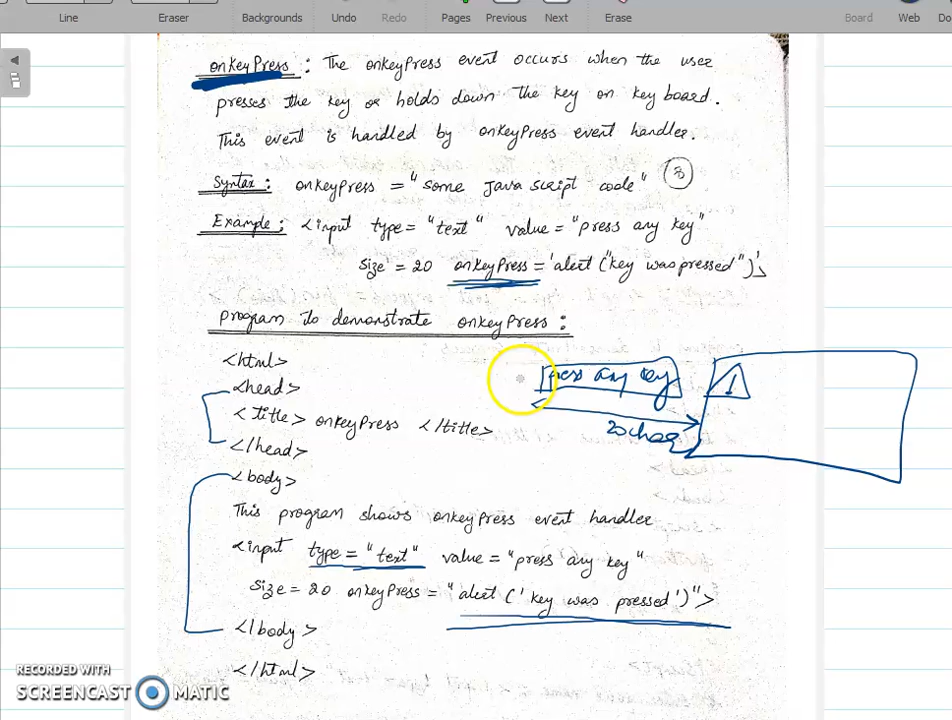 Line
Eraser
Backgrounds
Undo
Redo
Pages
Previous
Next
Erase
Board
Web
Do
onkeyPress : The onkeyPress event occurs when the user
presses the key or holds down the key on key board.
This event is handled by onkeyPress event handler.
Syntax : onkeyPress = "some Java script code" 3
Example : <input type = "text" value = "press any key"
Size = 20 onkeyPress = 'alert ("key was pressed")'>
program to demonstrate onkeyPress :
<html>
<head>
press any key
1
<title> onkeyPress </title>
20 char
</head>
<body>
This program shows onkeyPress event handler
<input type = "text" value = "press any key"
Size = 20 onkeyPress = "alert ('key was pressed')">
</body>
</html>
RECORDED WITH
SCREENCAST MATIC